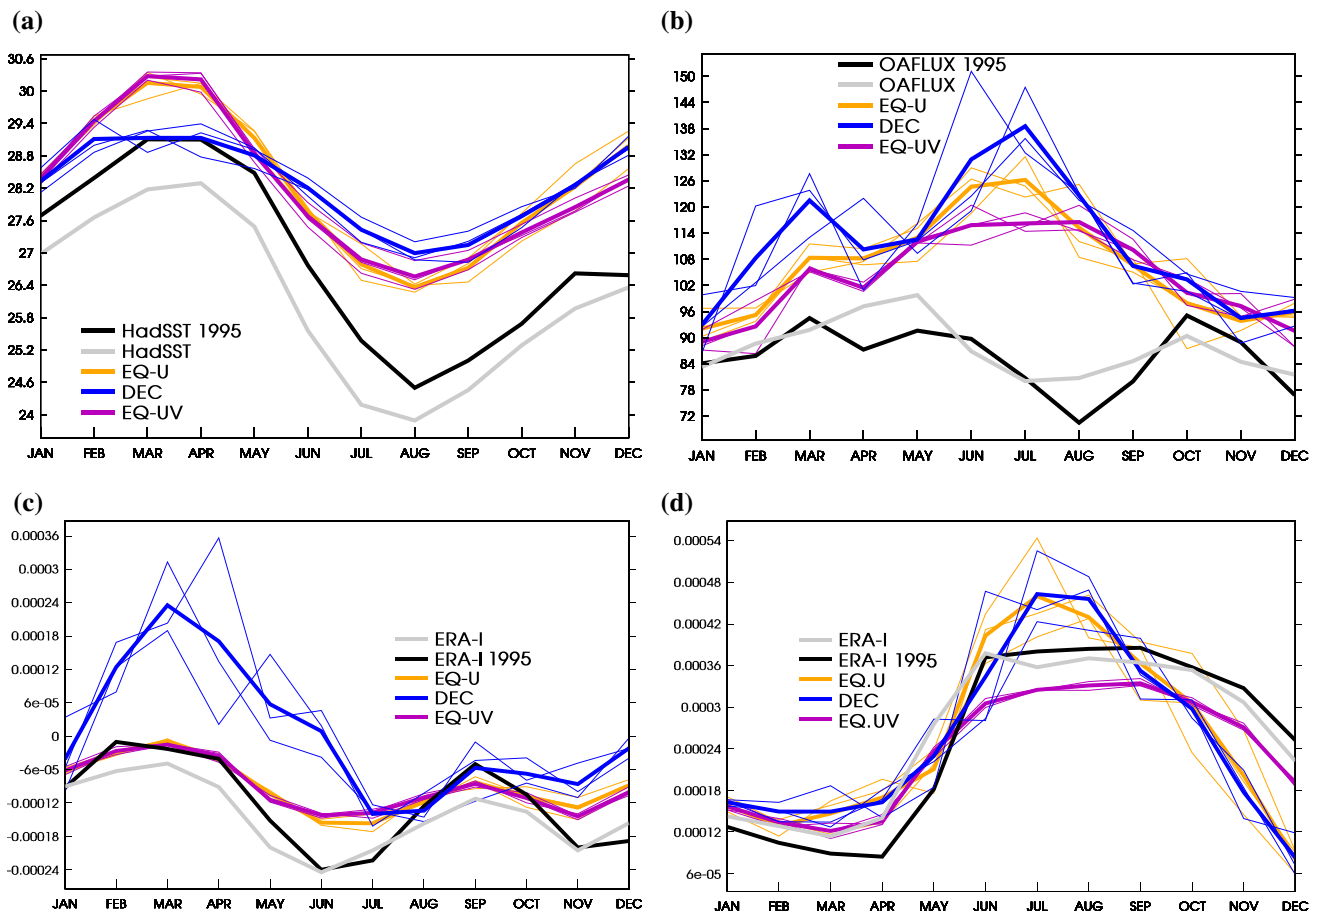 (a)
30.6
30
29.4
28.8
28.2
27.6
27
26.4
25.8
25.2
24.6
24
HadSST 1995
HadSST
EQ-U
DEC
EQ-UV
JAN FEB MAR APR MAY JUN JUL AUG SEP OCT NOV DEC
(b)
150
144
138
132
126
120
114
108
102
96
90
84
78
72
OAFLUX 1995
OAFLUX
EQ-U
DEC
EQ-UV
JAN FEB MAR APR MAY JUN JUL AUG SEP OCT NOV DEC
(c)
0.00036
0.0003
0.00024
0.00018
0.00012
6e-05
0
-6e-05
-0.00012
-0.00018
-0.00024
ERA-I
ERA-I 1995
EQ-U
DEC
EQ-UV
JAN FEB MAR APR MAY JUN JUL AUG SEP OCT NOV DEC
(d)
0.00054
0.00048
0.00042
0.00036
0.0003
0.00024
0.00018
0.00012
6e-05
ERA-I
ERA-I 1995
EQ.U
DEC
EQ.UV
JAN FEB MAR APR MAY JUN JUL AUG SEP OCT NOV DEC